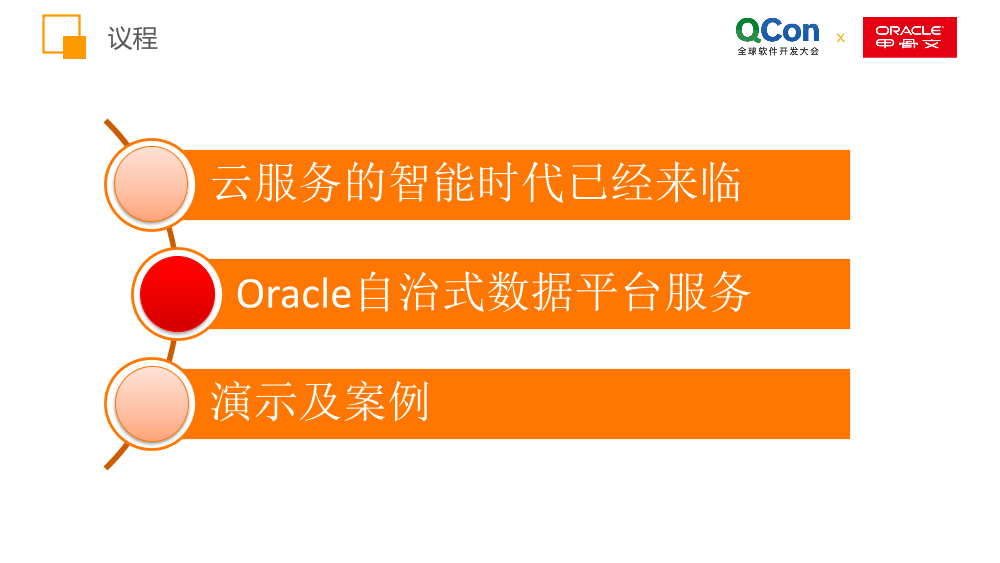 议程
QCon
全球软件开发大会
x
ORACLE
甲骨文
云服务的智能时代已经来临
Oracle自治式数据平台服务
演示及案例